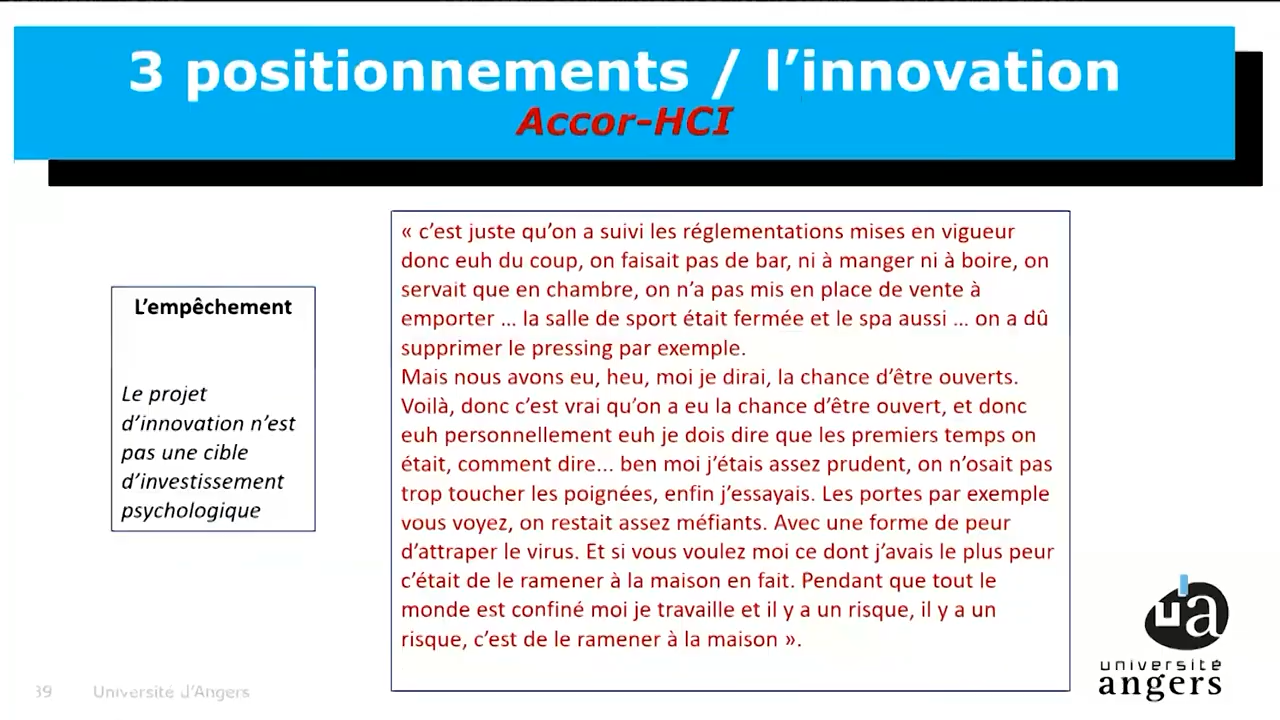 3 positionnements / l’innovation
Accor-HCI
L’empêchement
Le projet
d’innovation n’est
pas une cible
d’investissement
psychologique
« c’est juste qu’on a suivi les réglementations mises en vigueur
donc euh du coup, on faisait pas de bar, ni à manger ni à boire, on
servait que en chambre, on n’a pas mis en place de vente à
emporter ... la salle de sport était fermée et le spa aussi ... on a dû
supprimer le pressing par exemple.
Mais nous avons eu, heu, moi je dirai, la chance d’être ouverts.
Voilà, donc c’est vrai qu’on a eu la chance d’être ouvert, et donc
euh personnellement euh je dois dire que les premiers temps on
était, comment dire... ben moi j’étais assez prudent, on n’osait pas
trop toucher les poignées, enfin j’essayais. Les portes par exemple
vous voyez, on restait assez méfiants. Avec une forme de peur
d’attraper le virus. Et si vous voulez moi ce dont j’avais le plus peur
c’était de le ramener à la maison en fait. Pendant que tout le
monde est confiné moi je travaille et il y a un risque, il y a un
risque, c’est de le ramener à la maison ».
ua
université
angers
39 Université d’Angers